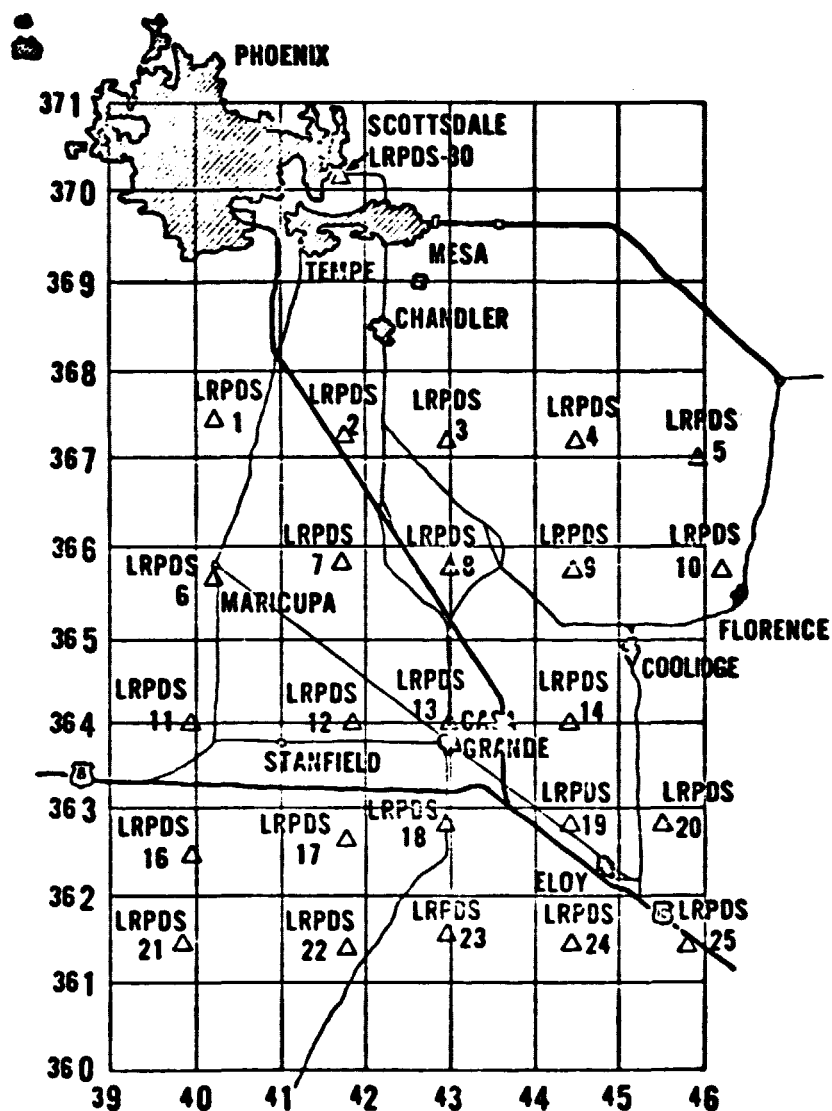 PHOENIX
371
SCOTTSDALE
LRPDS-30
370
MESA
TEMPE
369
CHANDLER
368
LRPDS
1
LRPDS
2
LRPDS
3
LRPDS
4
LRPDS
5
367
366
LRPDS
6
LRPDS
7
LRPDS
8
LRPDS
9
LRPDS
10
MARICUPA
FLORENCE
365
COOLIDGE
LRPDS
11
LRPDS
12
LRPDS
13
LRPDS
14
364
CASA
GRANDE
STANFIELD
8
363
LRPDS
16
LRPDS
17
LRPDS
18
LRPDS
19
LRPDS
20
ELOY
362
LRPDS
21
LRPDS
22
LRPDS
23
LRPDS
24
LRPDS
25
361
360
39 40 41 42 43 44 45 46